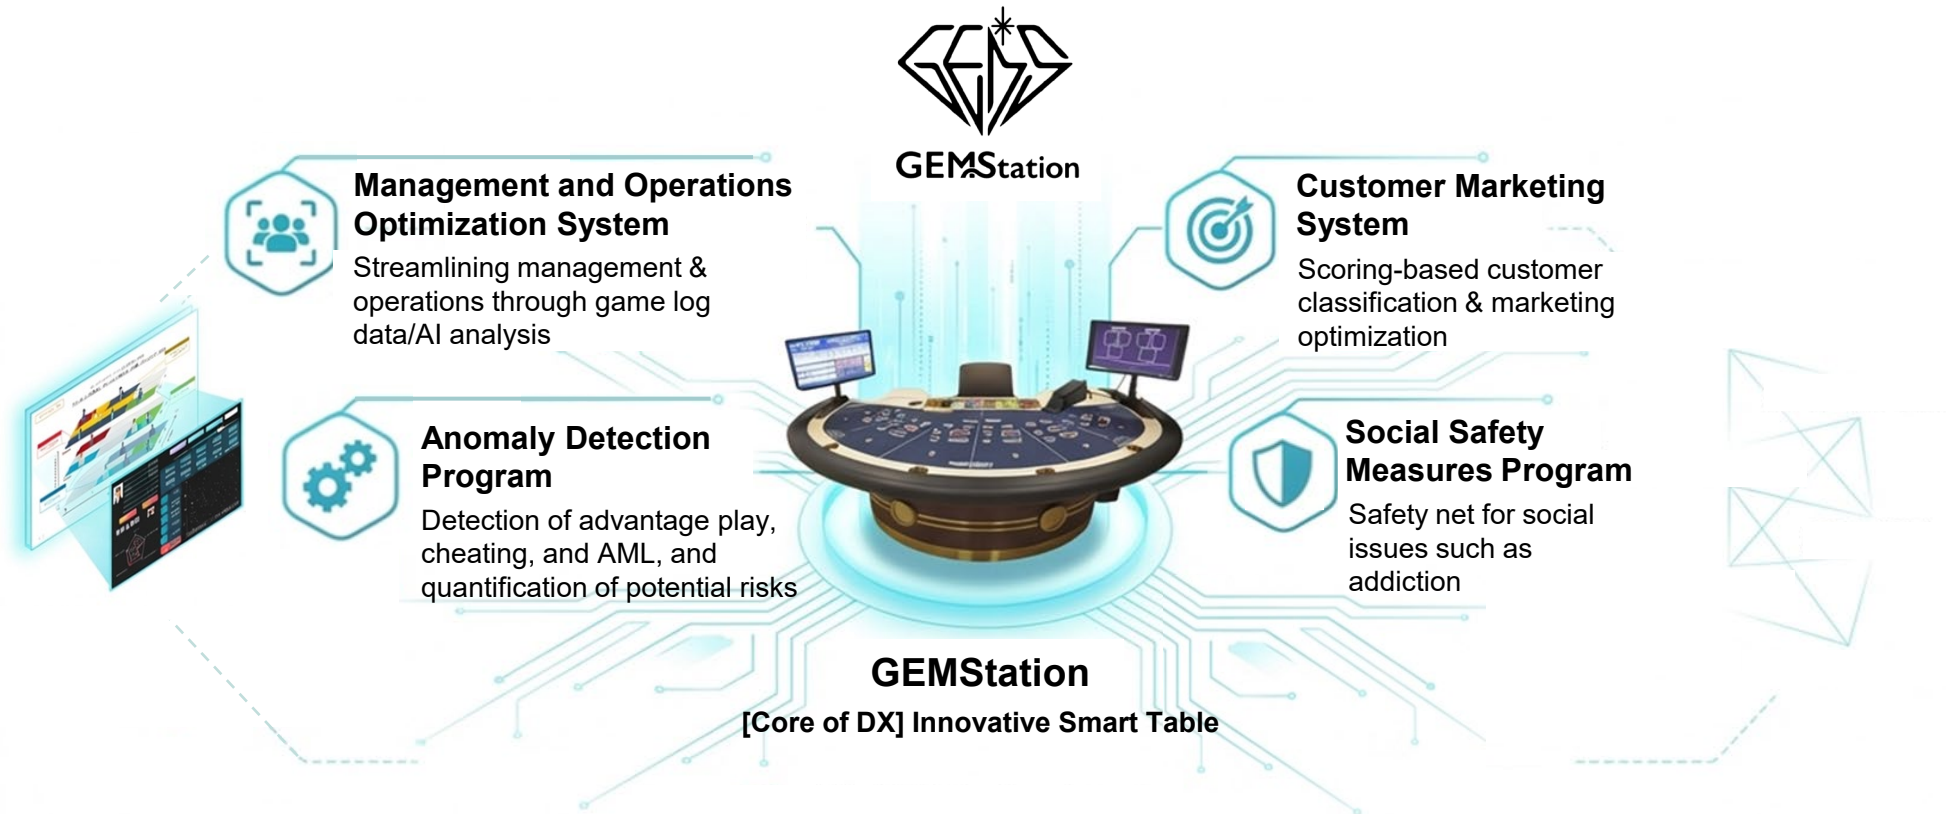 GEMS
GEMStation
Management and Operations
Optimization System
Streamlining management &
operations through game log
data/AI analysis
Anomaly Detection
Program
Detection of advantage play,
cheating, and AML, and
quantification of potential risks
Customer Marketing
System
Scoring-based customer
classification & marketing
optimization
Social Safety
Measures Program
Safety net for social
issues such as
addiction
GEMStation
[Core of DX] Innovative Smart Table